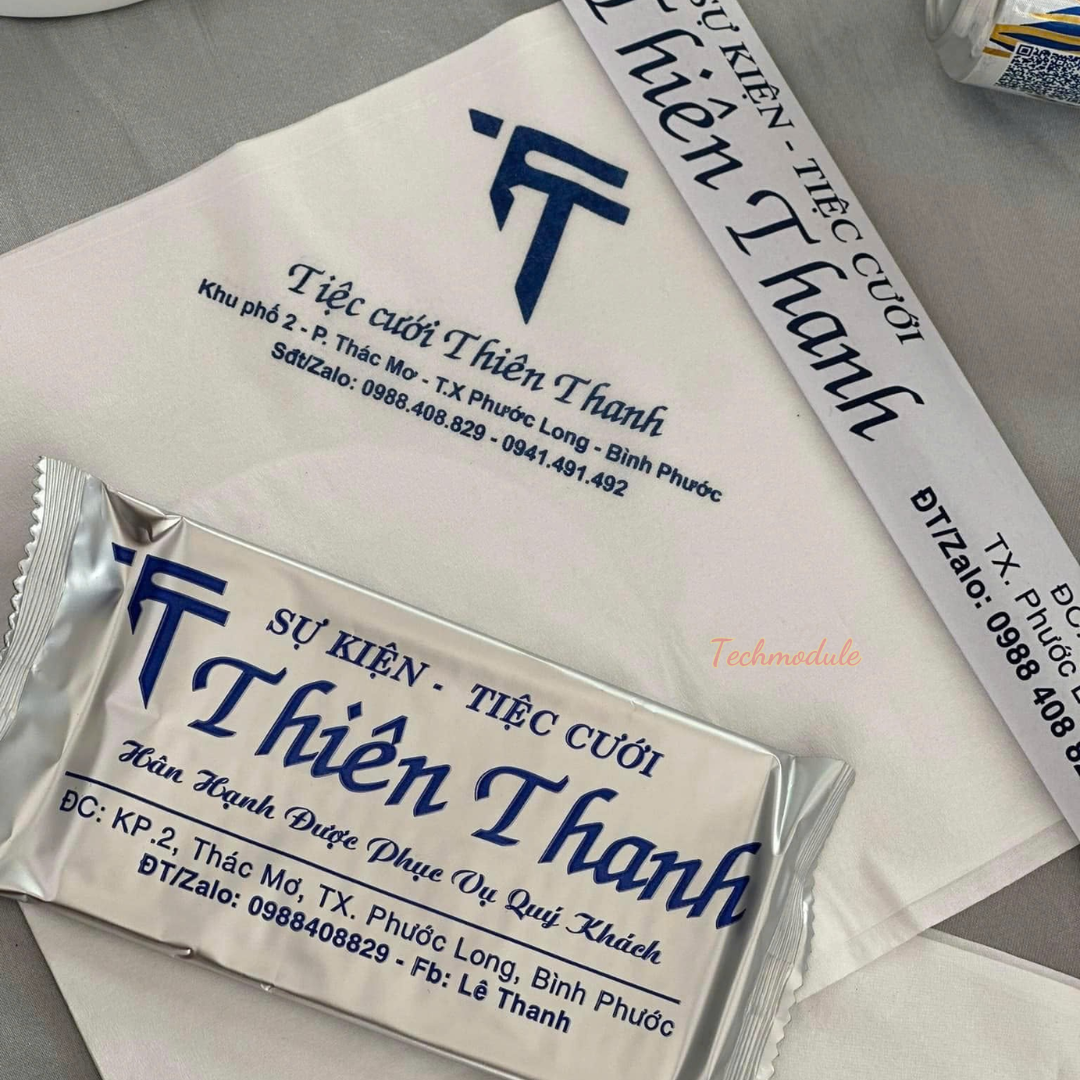 Tiệc cưới Thiên Thanh
Khu phố 2 - P. Thác Mơ - T.X Phước Long - Bình Phước
Sđt/Zalo: 0988.408.829 - 0941.491.492
SỰ KIỆN - TIỆC CƯỚI
Thiên Thanh
TX. Phước
ĐT/Zalo: 0988 408
Techmodule
SỰ KIỆN - TIỆC CƯỚI
Thiên Thanh
Hân Hạnh Được Phục Vụ Quý Khách
ĐC: KP.2, Thác Mơ, TX. Phước Long, Bình Phước
ĐT/Zalo: 0988408829 - Fb: Lê Thanh